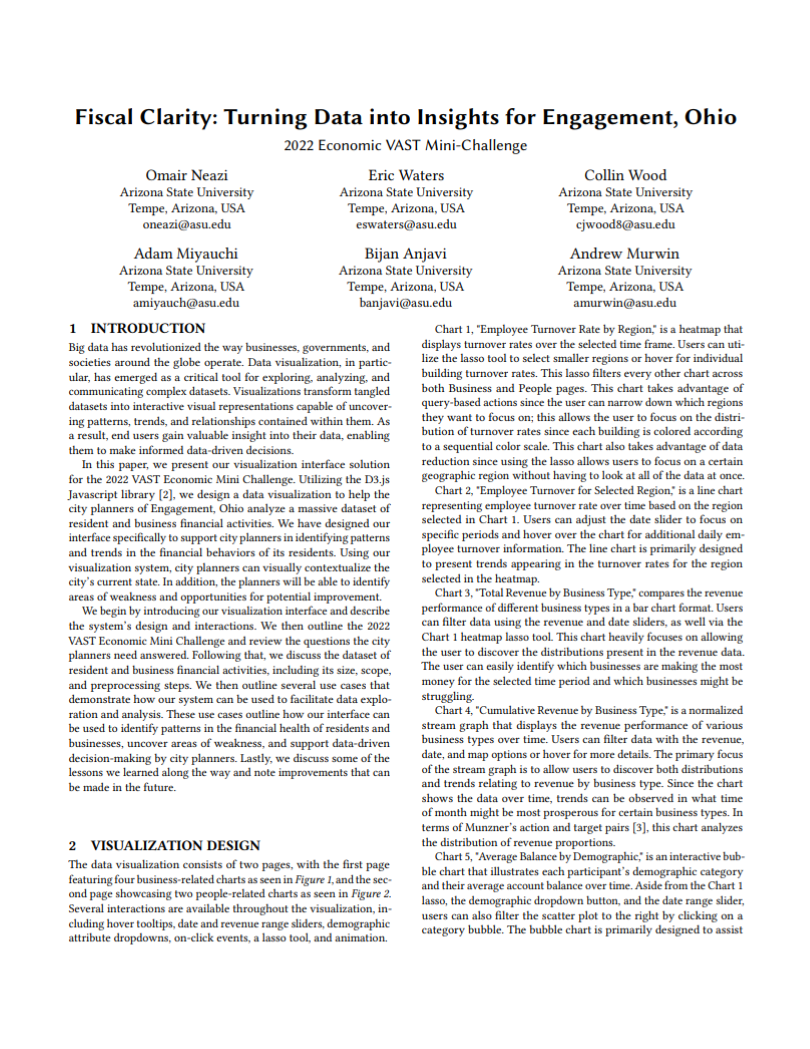 Fiscal Clarity: Turning Data into Insights for Engagement, Ohio
2022 Economic VAST Mini-Challenge
Omair Neazi
Arizona State University
Tempe, Arizona, USA
oneazi@asu.edu
Eric Waters
Arizona State University
Tempe, Arizona, USA
eswaters@asu.edu
Collin Wood
Arizona State University
Tempe, Arizona, USA
cjwood8@asu.edu
Adam Miyauchi
Arizona State University
Tempe, Arizona, USA
amiyauch@asu.edu
Bijan Anjavi
Arizona State University
Tempe, Arizona, USA
banjavi@asu.edu
Andrew Murwin
Arizona State University
Tempe, Arizona, USA
amurwin@asu.edu
1 INTRODUCTION
Big data has revolutionized the way businesses, governments, and
societies around the globe operate. Data visualization, in partic-
ular, has emerged as a critical tool for exploring, analyzing, and
communicating complex datasets. Visualizations transform tangled
datasets into interactive visual representations capable of uncover-
ing patterns, trends, and relationships contained within them. As
a result, end users gain valuable insight into their data, enabling
them to make informed data-driven decisions.
In this paper, we present our visualization interface solution
for the 2022 VAST Economic Mini Challenge. Utilizing the D3.js
Javascript library [2], we design a data visualization to help the
city planners of Engagement, Ohio analyze a massive dataset of
resident and business financial activities. We have designed our
interface specifically to support city planners in identifying patterns
and trends in the financial behaviors of its residents. Using our
visualization system, city planners can visually contextualize the
city's current state. In addition, the planners will be able to identify
areas of weakness and opportunities for potential improvement.
We begin by introducing our visualization interface and describe
the system's design and interactions. We then outline the 2022
VAST Economic Mini Challenge and review the questions the city
planners need answered. Following that, we discuss the dataset of
resident and business financial activities, including its size, scope,
and preprocessing steps. We then outline several use cases that
demonstrate how our system can be used to facilitate data explo-
ration and analysis. These use cases outline how our interface can
be used to identify patterns in the financial health of residents and
businesses, uncover areas of weakness, and support data-driven
decision-making by city planners. Lastly, we discuss some of the
lessons we learned along the way and note improvements that can
be made in the future.
2 VISUALIZATION DESIGN
The data visualization consists of two pages, with the first page
featuring four business-related charts as seen in Figure 1, and the sec-
ond page showcasing two people-related charts as seen in Figure 2.
Several interactions are available throughout the visualization, in-
cluding hover tooltips, date and revenue range sliders, demographic
attribute dropdowns, on-click events, a lasso tool, and animation.
Chart 1, "Employee Turnover Rate by Region," is a heatmap that
displays turnover rates over the selected time frame. Users can uti-
lize the lasso tool to select smaller regions or hover for individual
building turnover rates. This lasso filters every other chart across
both Business and People pages. This chart takes advantage of
query-based actions since the user can narrow down which regions
they want to focus on; this allows the user to focus on the distri-
bution of turnover rates since each building is colored according
to a sequential color scale. This chart also takes advantage of data
reduction since using the lasso allows users to focus on a certain
geographic region without having to look at all of the data at once.
Chart 2, "Employee Turnover for Selected Region," is a line chart
representing employee turnover rate over time based on the region
selected in Chart 1. Users can adjust the date slider to focus on
specific periods and hover over the chart for additional daily em-
ployee turnover information. The line chart is primarily designed
to present trends appearing in the turnover rates for the region
selected in the heatmap.
Chart 3, "Total Revenue by Business Type," compares the revenue
performance of different business types in a bar chart format. Users
can filter data using the revenue and date sliders, as well via the
Chart 1 heatmap lasso tool. This chart heavily focuses on allowing
the user to discover the distributions present in the revenue data.
The user can easily identify which businesses are making the most
money for the selected time period and which businesses might be
struggling.
Chart 4, "Cumulative Revenue by Business Type," is a normalized
stream graph that displays the revenue performance of various
business types over time. Users can filter data with the revenue,
date, and map options or hover for more details. The primary focus
of the stream graph is to allow users to discover both distributions
and trends relating to revenue by business type. Since the chart
shows the data over time, trends can be observed in what time
of month might be most prosperous for certain business types. In
terms of Munzner's action and target pairs [3], this chart analyzes
the distribution of revenue proportions.
Chart 5, "Average Balance by Demographic," is an interactive bub-
ble chart that illustrates each participant's demographic category
and their average account balance over time. Aside from the Chart 1
lasso, the demographic dropdown button, and the date range slider,
users can also filter the scatter plot to the right by clicking on a
category bubble. The bubble chart is primarily designed to assist